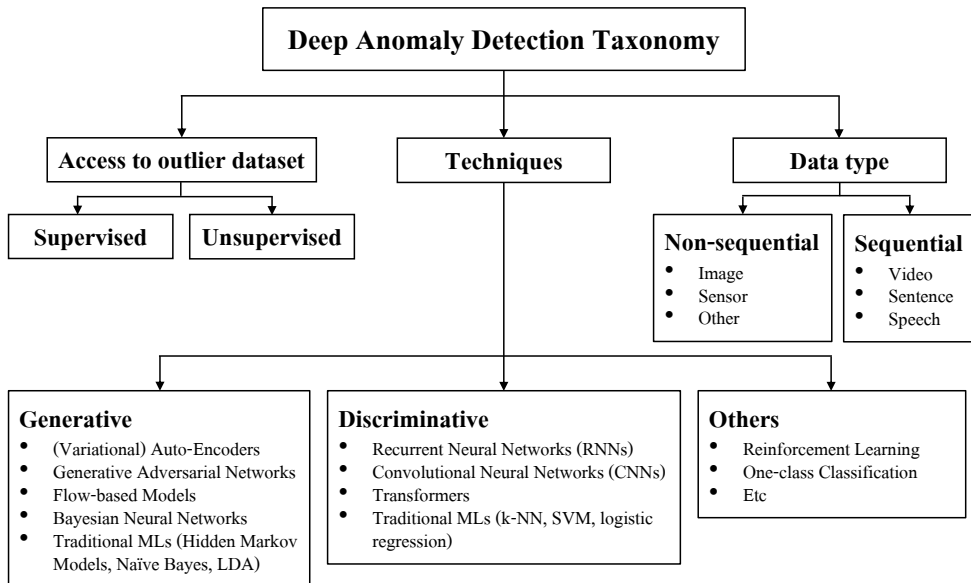 Deep Anomaly Detection Taxonomy
Access to outlier dataset
Techniques
Data type
Supervised
Unsupervised
Non-sequential
• Image
• Sensor
• Other
Sequential
• Video
• Sentence
• Speech
Generative
• (Variational) Auto-Encoders
• Generative Adversarial Networks
• Flow-based Models
• Bayesian Neural Networks
• Traditional MLs (Hidden Markov
Models, Naïve Bayes, LDA)
Discriminative
• Recurrent Neural Networks (RNNs)
• Convolutional Neural Networks (CNNs)
• Transformers
• Traditional MLs (k-NN, SVM, logistic
regression)
Others
• Reinforcement Learning
• One-class Classification
• Etc